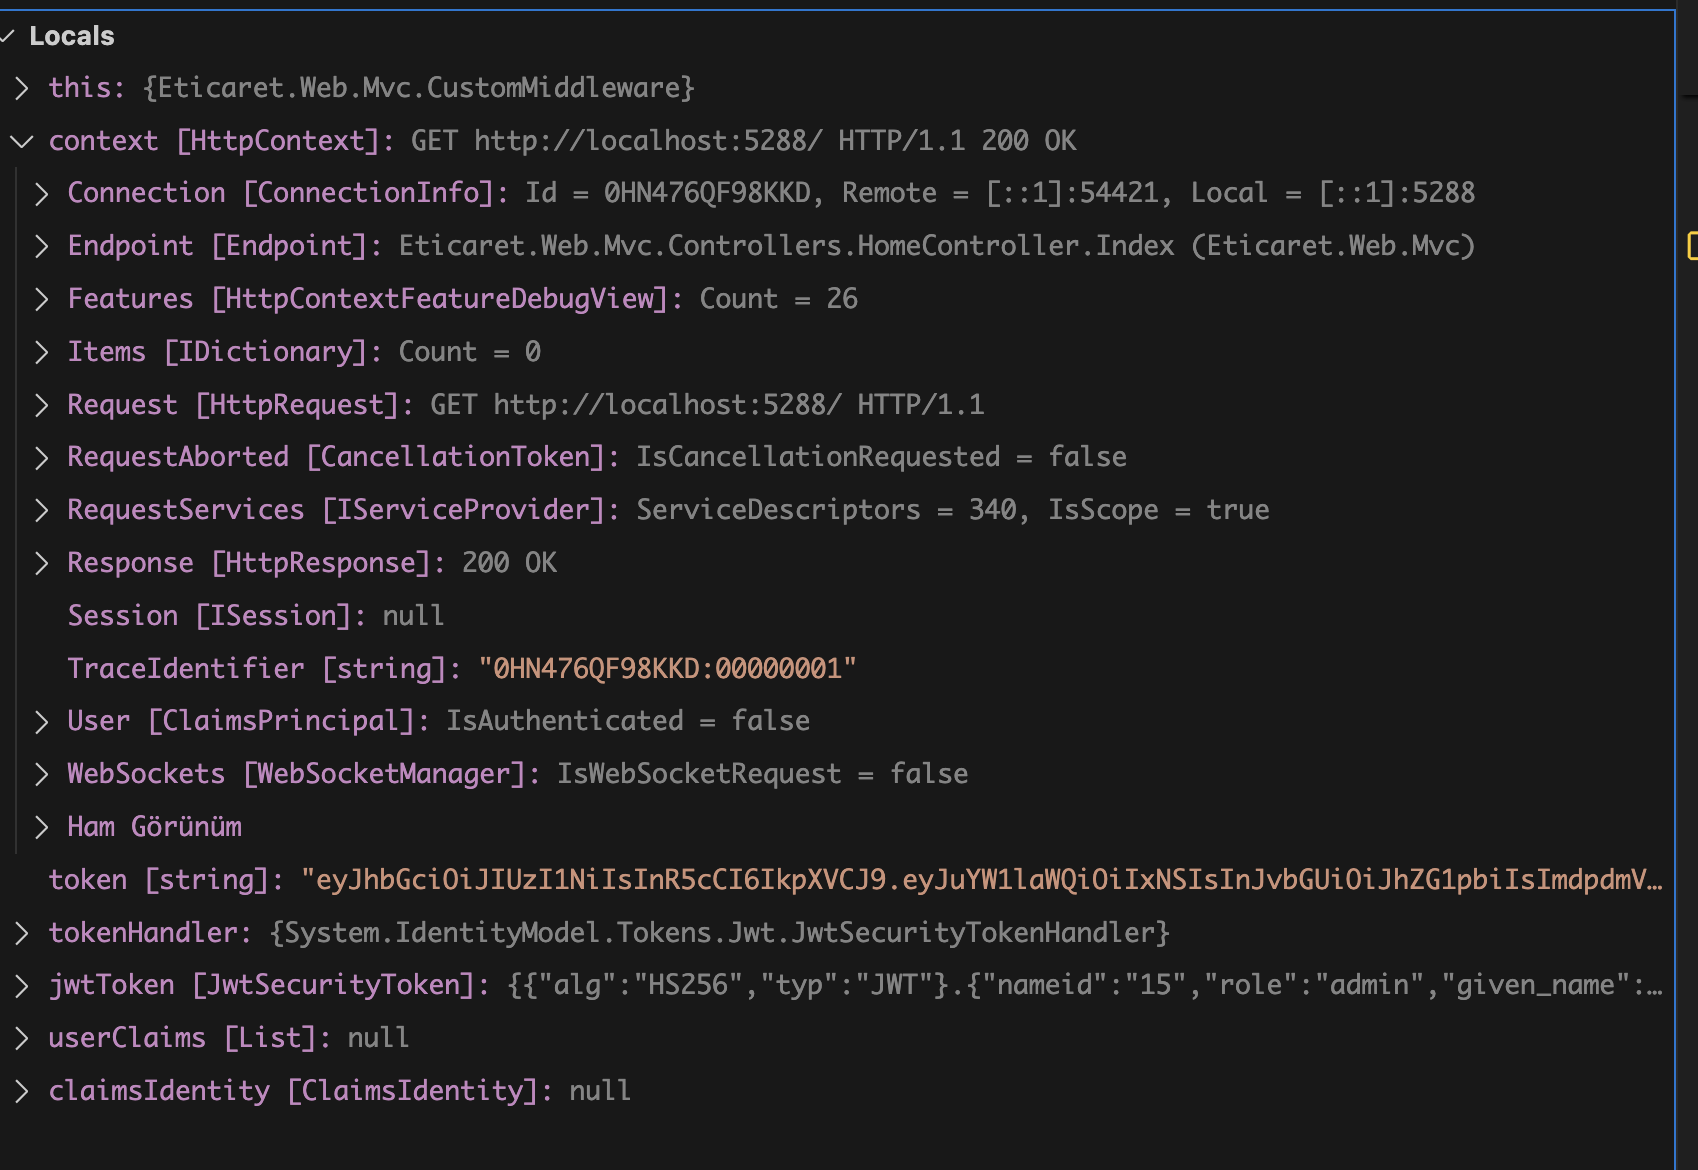 Locals
this: {Eticaret.Web.Mvc.CustomMiddleware}
context [HttpContext]: GET http://localhost:5288/ HTTP/1.1 200 OK
Connection [ConnectionInfo]: Id = 0HN476QF98KKD, Remote = [::1]:54421, Local = [::1]:5288
Endpoint [Endpoint]: Eticaret.Web.Mvc.Controllers.HomeController.Index (Eticaret.Web.Mvc)
Features [HttpContextFeatureDebugView]: Count = 26
Items [IDictionary]: Count = 0
Request [HttpRequest]: GET http://localhost:5288/ HTTP/1.1
RequestAborted [CancellationToken]: IsCancellationRequested = false
RequestServices [IServiceProvider]: ServiceDescriptors = 340, IsScope = true
Response [HttpResponse]: 200 OK
Session [ISession]: null
TraceIdentifier [string]: "0HN476QF98KKD:00000001"
User [ClaimsPrincipal]: IsAuthenticated = false
WebSockets [WebSocketManager]: IsWebSocketRequest = false
Ham Görünüm
token [string]: "eyJhbGciOiJIUzI1NiIsInR5cCI6IkpXVCJ9.eyJuYW1laWQiOiIxNSIsInJvbGUiOiJhZG1pbiIsImdpdmV…
tokenHandler: {System.IdentityModel.Tokens.Jwt.JwtSecurityTokenHandler}
jwtToken [JwtSecurityToken]: {{"alg":"HS256","typ":"JWT"}.{"nameid":"15","role":"admin","given_name":…
userClaims [List]: null
claimsIdentity [ClaimsIdentity]: null